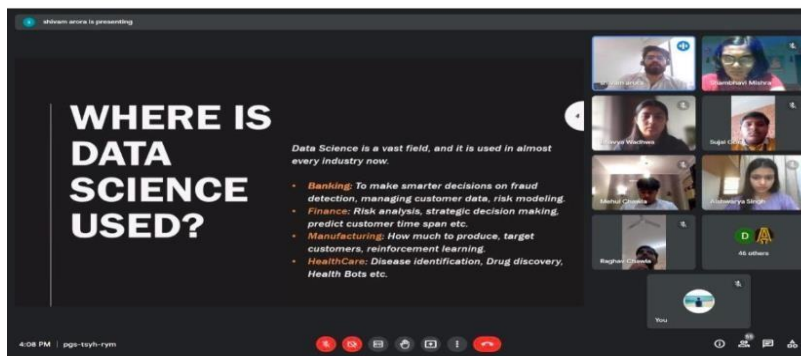 shivam arora is presenting
WHERE IS
DATA
SCIENCE
USED?
Data Science is a vast field, and it is used in almost
every industry now.
• Banking: To make smarter decisions on fraud
detection, managing customer data, risk modeling.
• Finance: Risk analysis, strategic decision making,
predict customer time span etc.
• Manufacturing: How much to produce, target
customers, reinforcement learning.
• HealthCare: Disease identification, Drug discovery,
Health Bots etc.
shivam arora
Shambhavi Mishra
Wadhwa
Sujal
Mehul Chawla
Aishwarya Singh
Raghav Chawla
D
46 others
You
4:08 PM | pgs-tsyh-rym